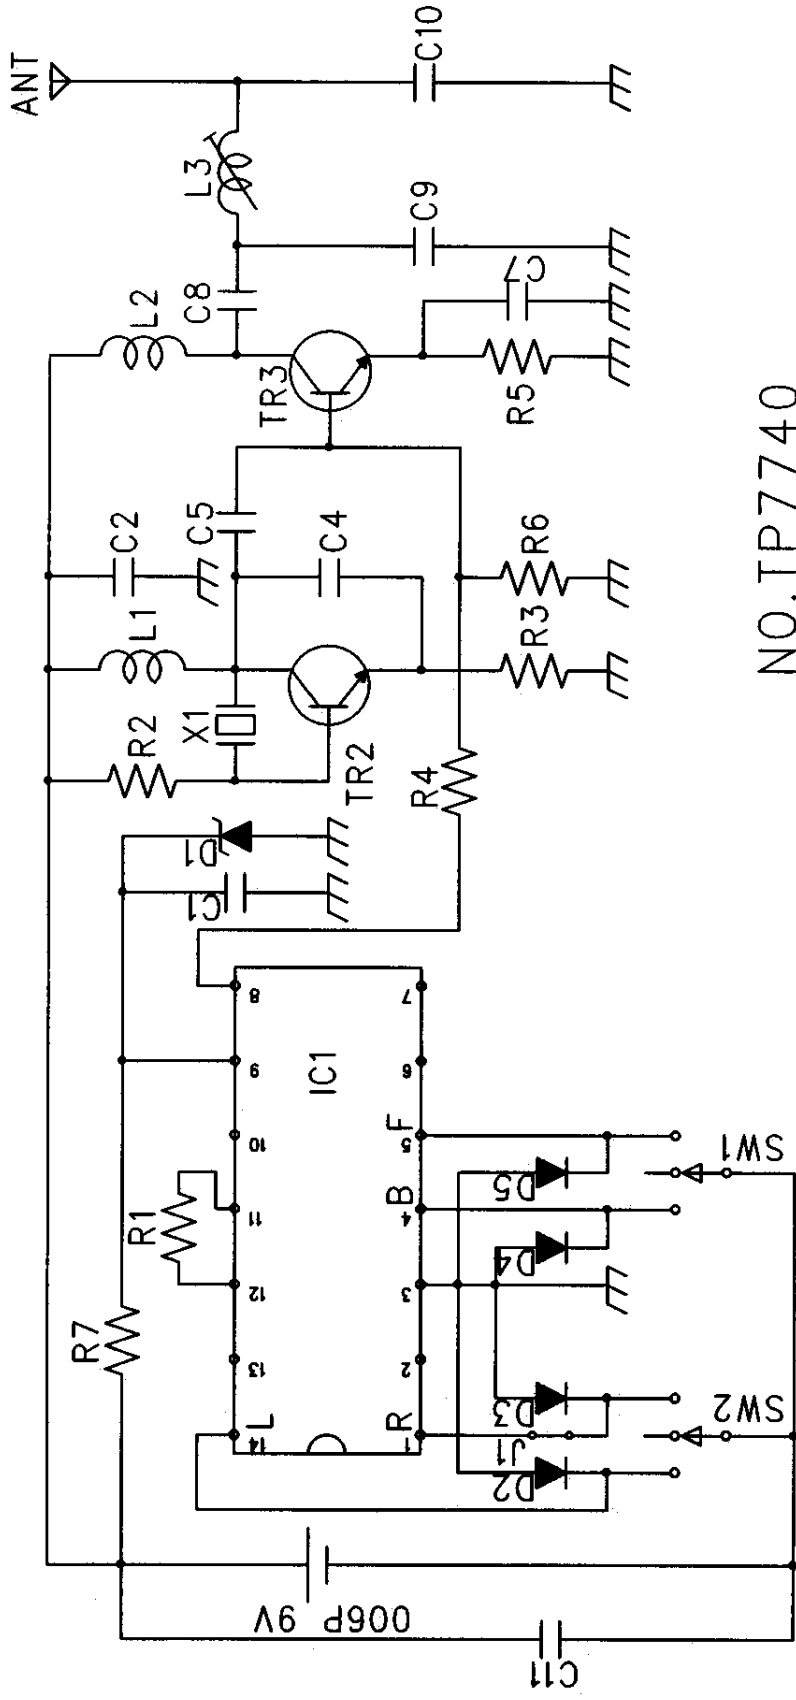 ANT
C10
L3
C9
C7
C8
L2
TR3
R5
C5
C2
C4
R6
L1
R3
X1
R2
TR2
R4
D1
C1
8
7
9
6
IC1
10
5
F
D5
SW1
R1
11
4
B
D4
12
3
R7
13
2
D3
SW2
L
14
1
R
J1
D2
006P 9V
C11
NO.TP7740